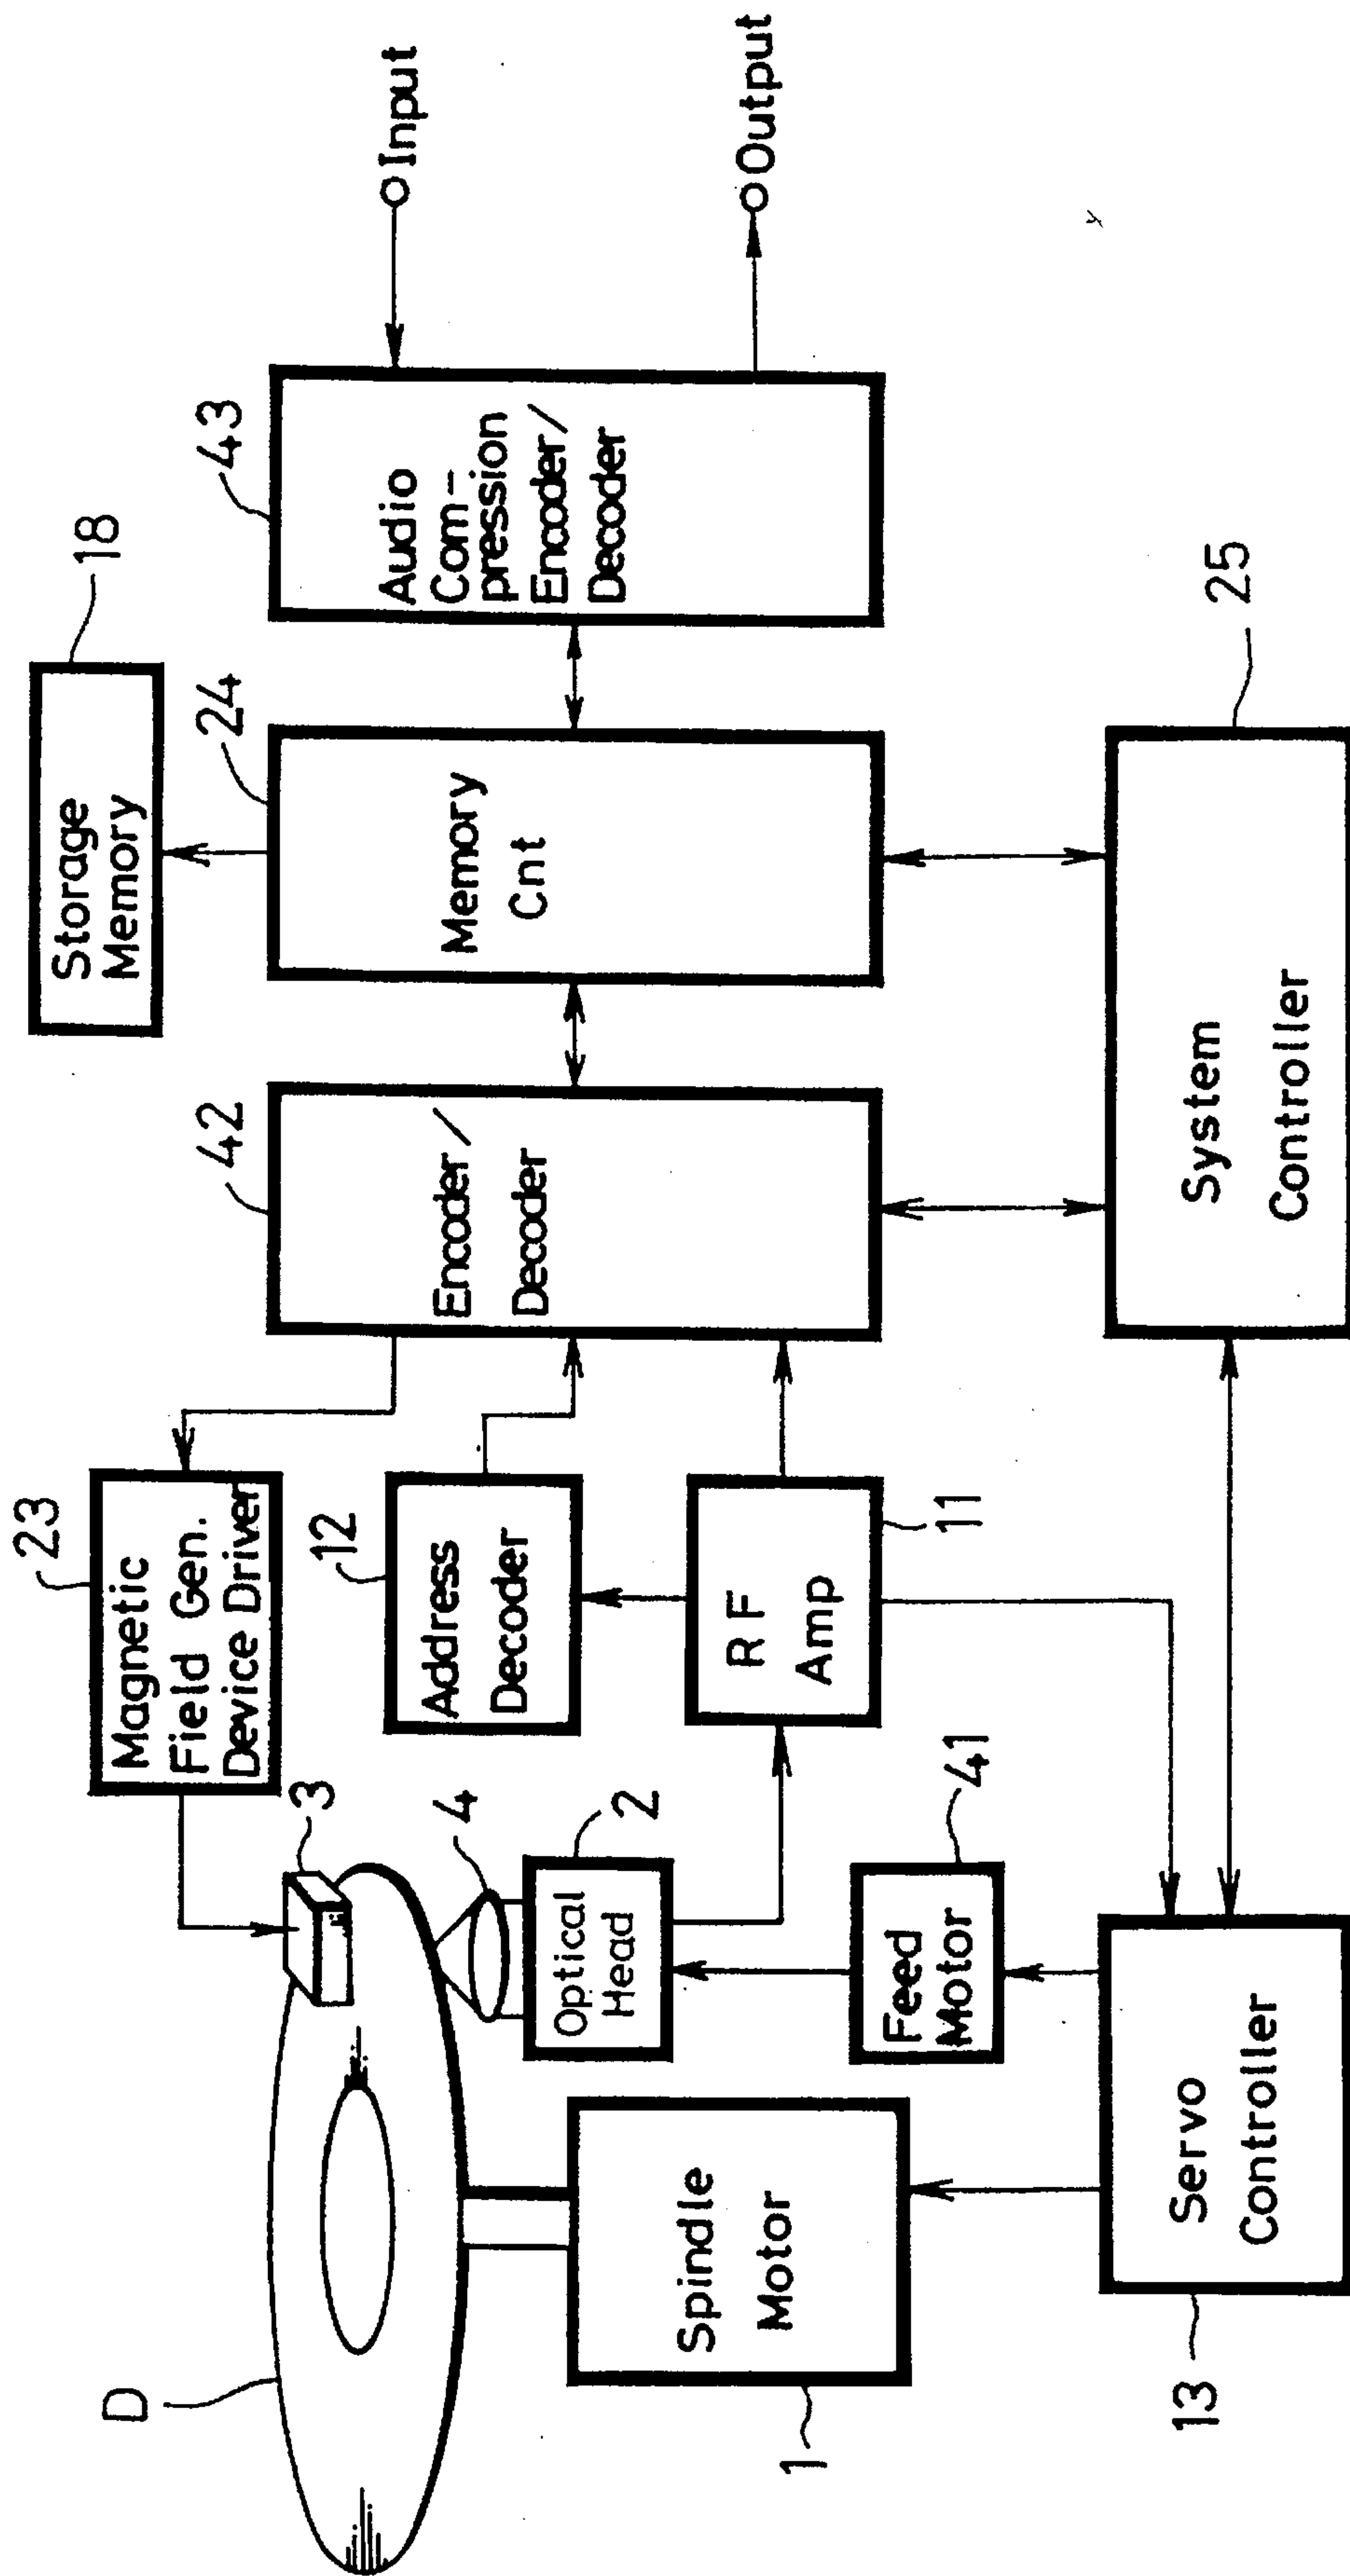 18
Storage
Memory
23
Magnetic
Field Gen.
Device Driver
42
24
43
Input
D
3
12
Address
Decoder
Encoder/
Decoder
Memory
Cnt
Audio
Com-
pression
Encoder/
Decoder
4
2
Optical
Head
RF
Amp
11
Output
1
Spindle
Motor
41
Feed
Motor
13
Servo
Controller
System
Controller
25